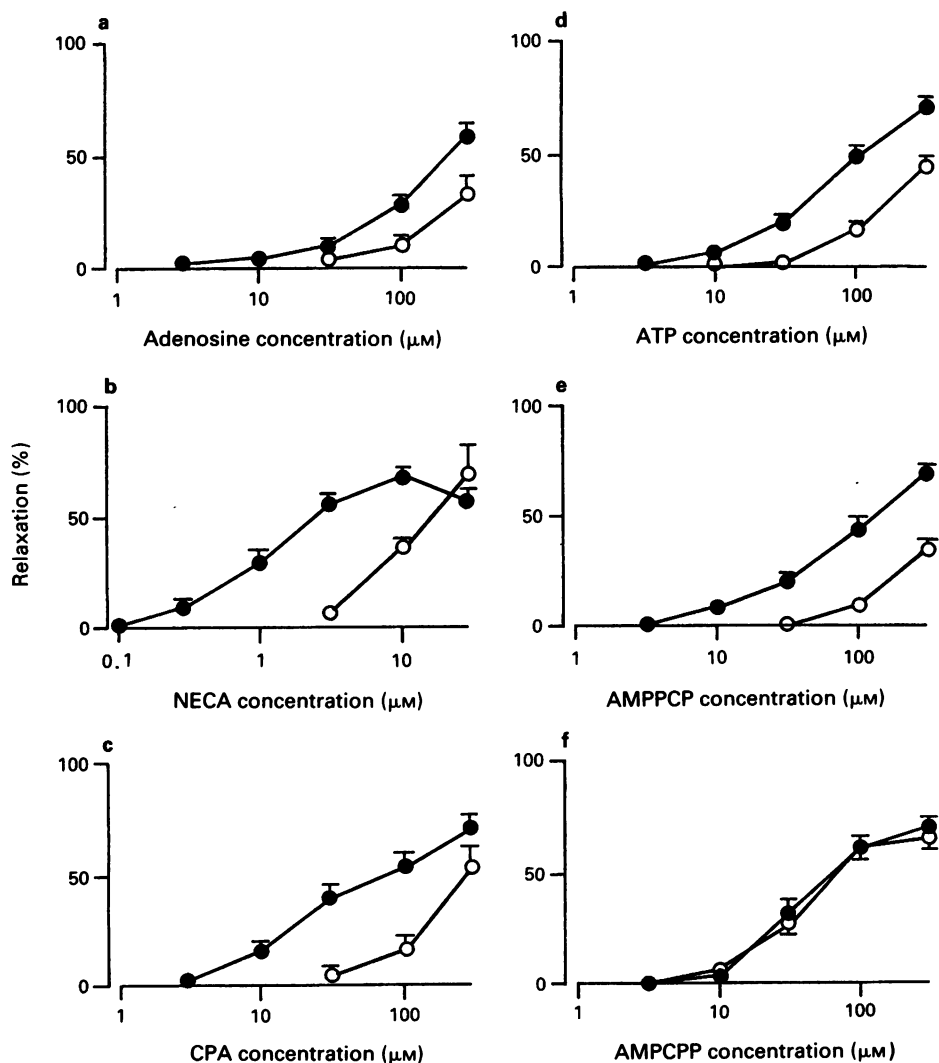 a
100
50
0
1 10 100
Adenosine concentration (μM)
b
100
50
0
0.1 1 10
NECA concentration (μM)
c
100
50
0
1 10 100
CPA concentration (μM)
Relaxation (%)
d
100
50
0
1 10 100
ATP concentration (μM)
e
100
50
0
1 10 100
AMPPCP concentration (μM)
f
100
50
0
1 10 100
AMPCPP concentration (μM)